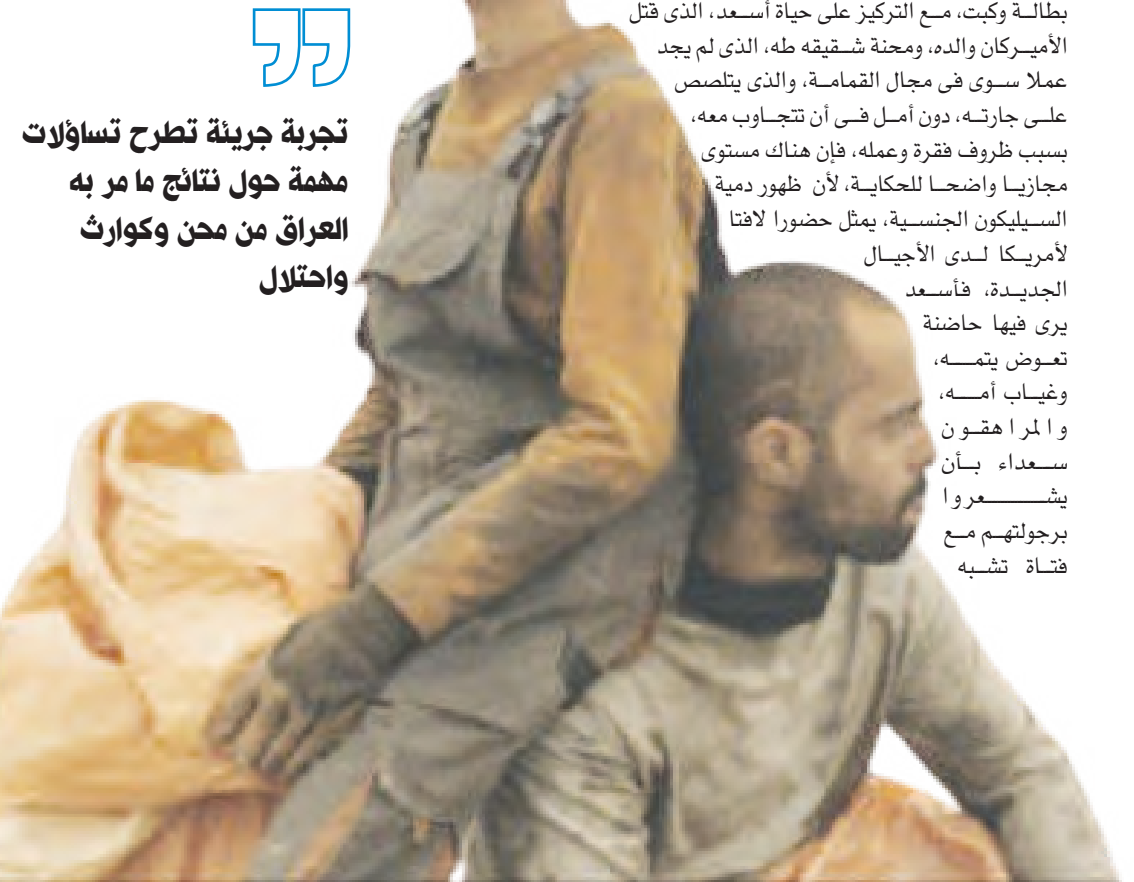 بطالة وكبت، مع التركيز على حياة أسعد، الذى قتل
الأميركان والده، ومحنة شقيقه طه، الذى لم يجد
عملا سوى فى مجال القمامة، والذى يتلصص
على جارته، دون أمل فى أن تتجاوب معه،
بسبب ظروف فقرة وعمله، فإن هناك مستوى
مجازيا واضحا للحكاية، لأن ظهور دمية
السيليكون الجنسية، يمثل حضورا لافتا
لأمريكا لدى الأجيال
الجديدة، فأسعد
يرى فيها حاضنة
تعوض يتمه،
وغياب أمه،
والمراهقون
سعداء بأن
يشعروا
برجولتهم مع
فتاة تشبه
تجربة جريئة تطرح تساؤلات
مهمة حول نتائج ما مر به
العراق من محن وكوارث
واحتلال